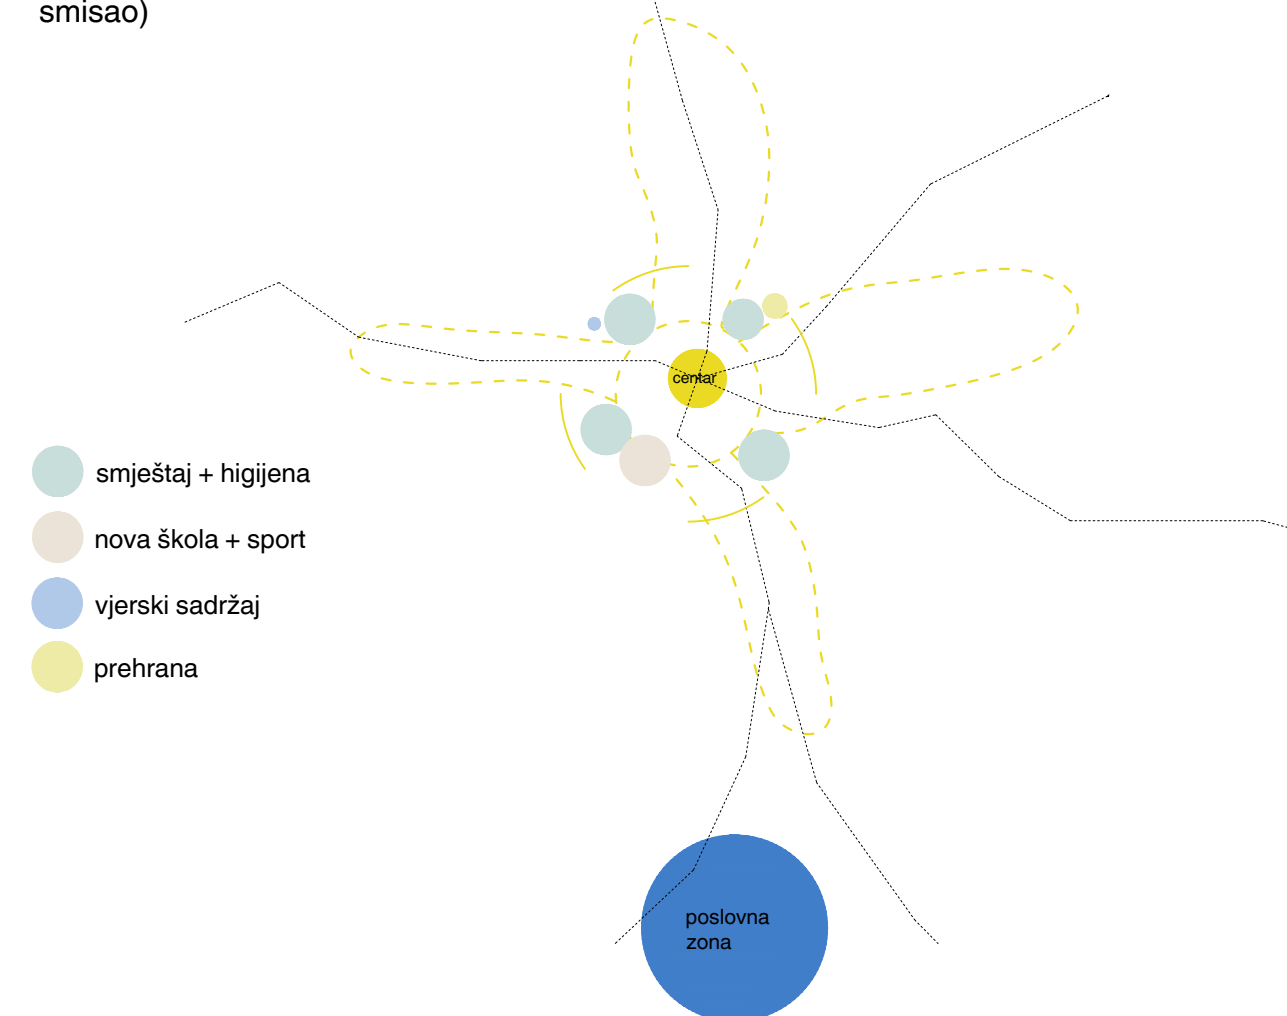 smisao)
centar
smještaj + higijena
nova škola + sport
vjerski sadržaj
prehrana
poslovna
zona